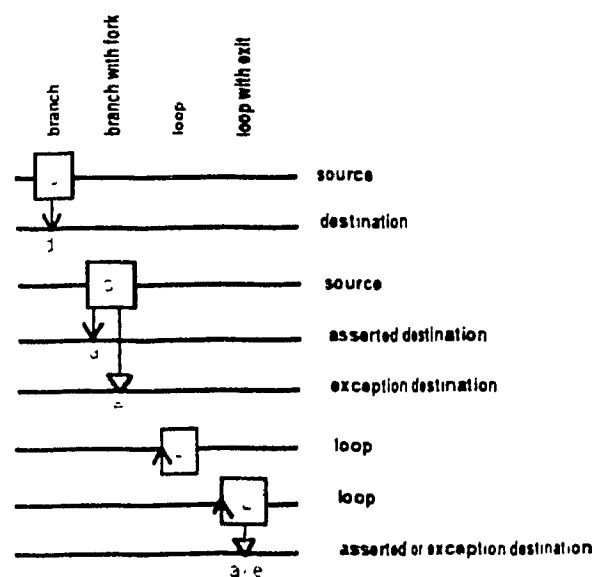 branch
branch with fork
loop
loop with exit
source
destination
source
asserted destination
exception destination
loop
loop
asserted or exception destination